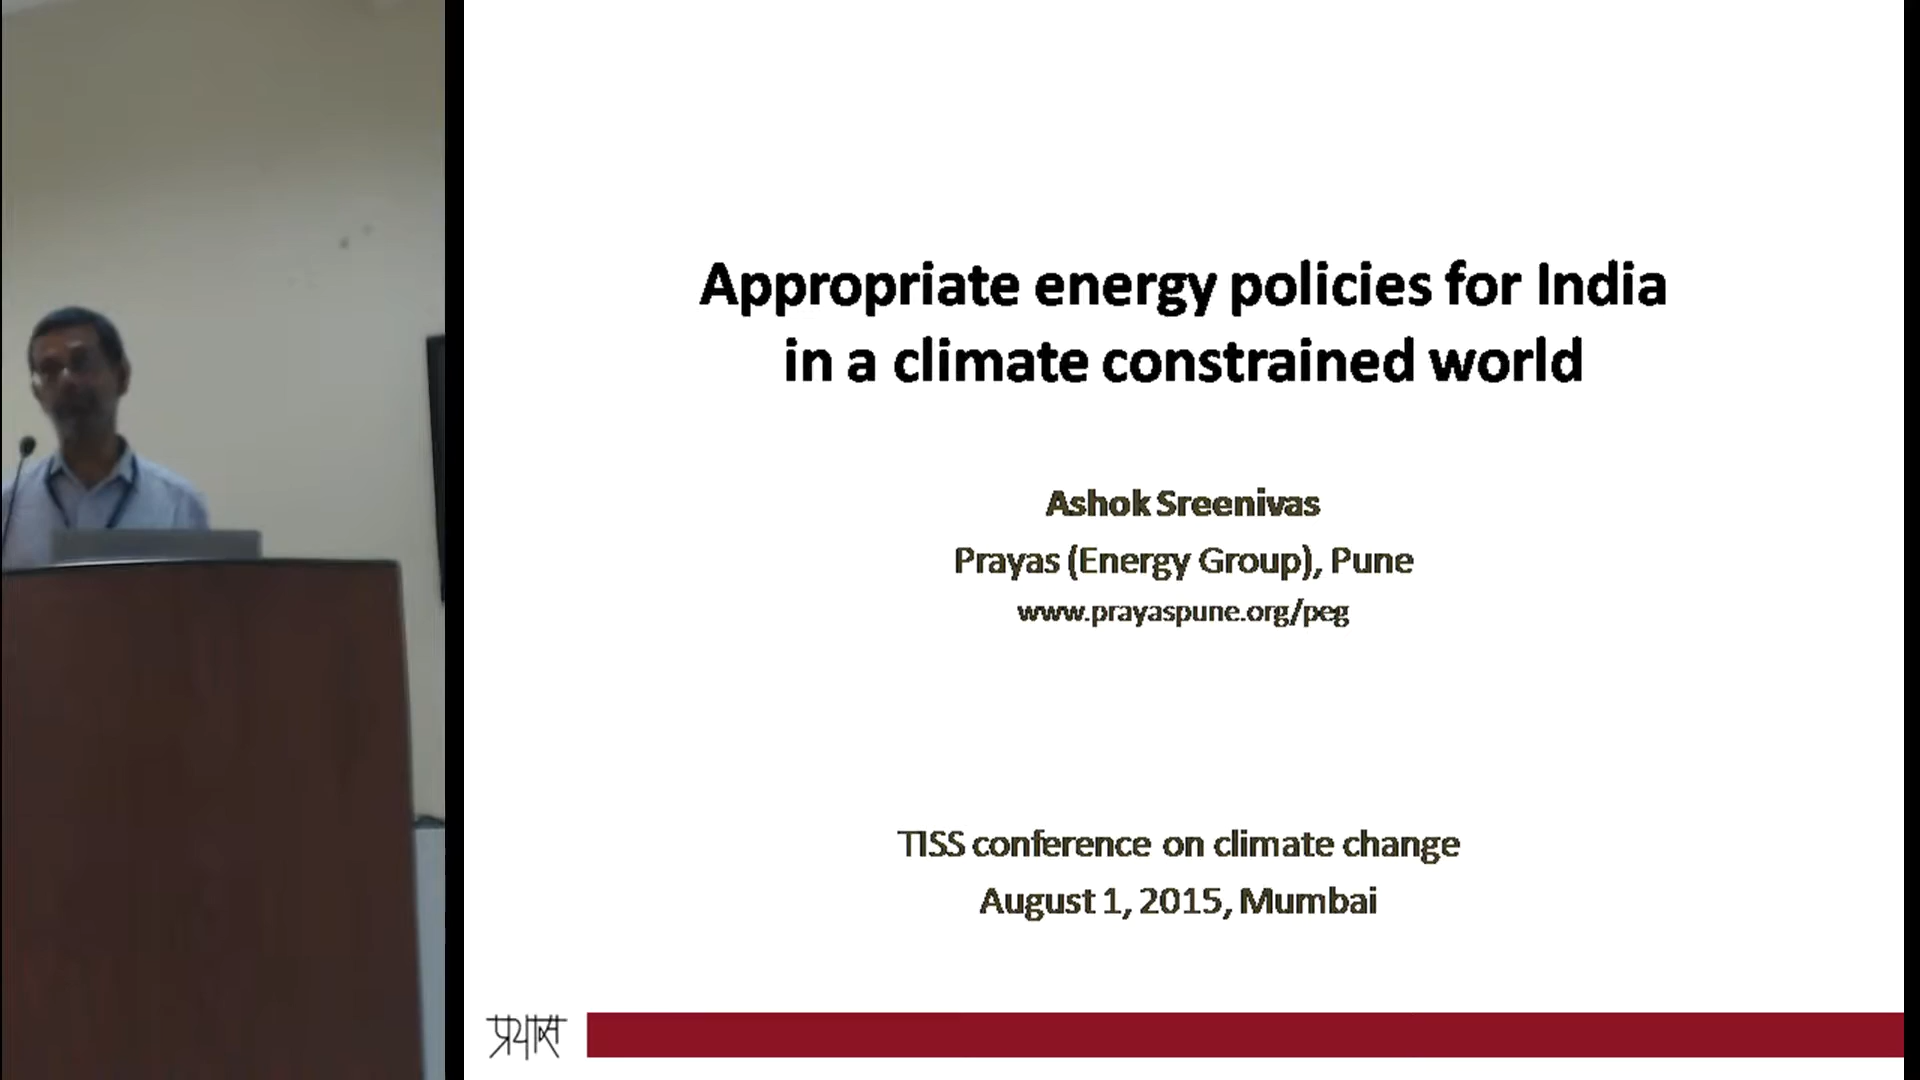 Appropriate energy policies for India
in a climate constrained world
Ashok Sreenivas
Prayas (Energy Group), Pune
www.prayaspune.org/peg
TISS conference on climate change
August 1, 2015, Mumbai
प्रयास